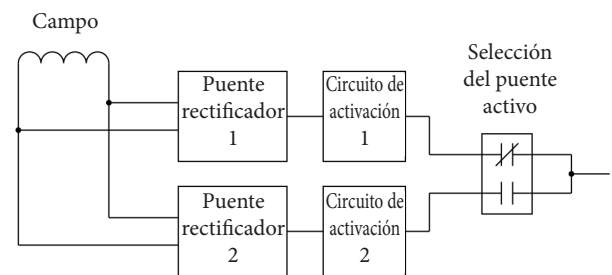 Campo
Selección
del puente
activo
Puente
rectificador
1
Circuito de
activación
1
Puente
rectificador
2
Circuito de
activación
2